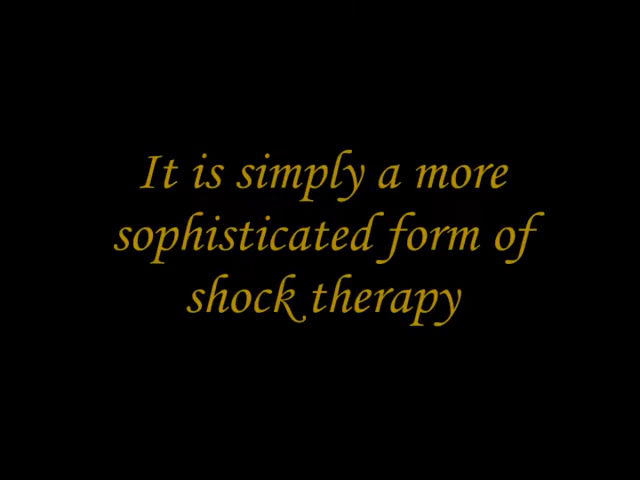 It is simply a more
sophisticated form of
shock therapy